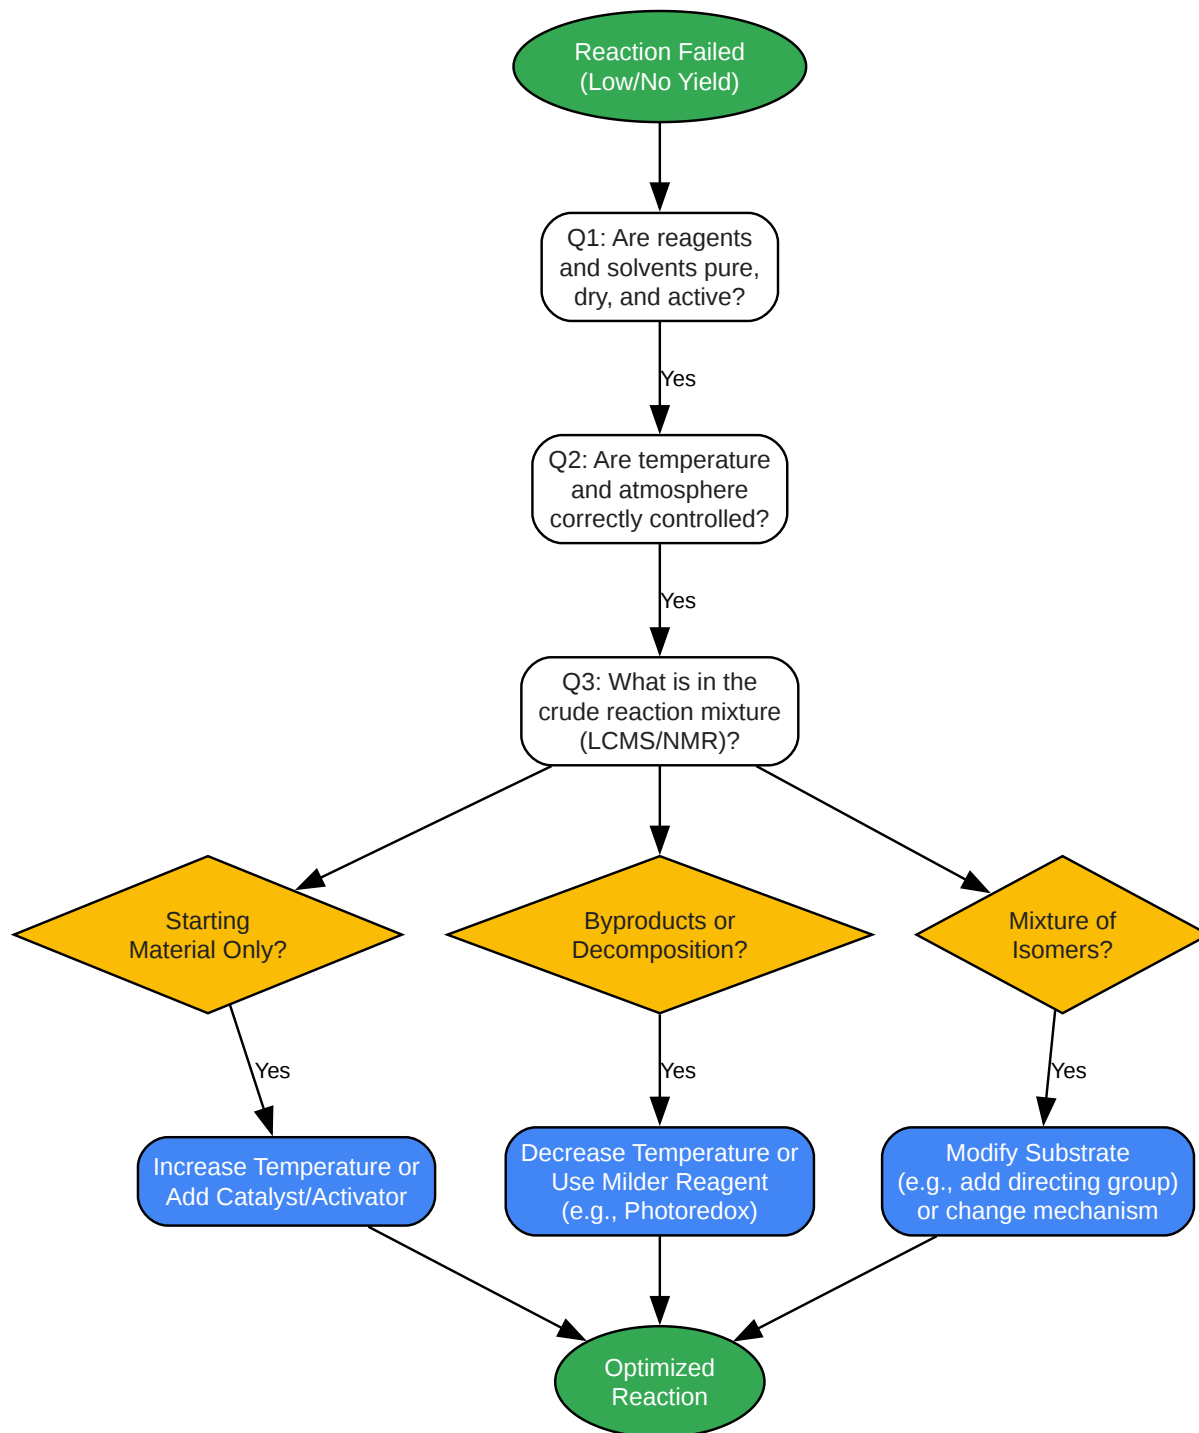 Reaction Failed
(Low/No Yield)
Q1: Are reagents
and solvents pure,
dry, and active?
Yes
Q2: Are temperature
and atmosphere
correctly controlled?
Yes
Q3: What is in the
crude reaction mixture
(LCMS/NMR)?
Starting
Material Only?
Byproducts or
Decomposition?
Mixture of
Isomers?
Yes
Yes
Yes
Increase Temperature or
Add Catalyst/Activator
Decrease Temperature or
Use Milder Reagent
(e.g., Photoredox)
Modify Substrate
(e.g., add directing group)
or change mechanism
Optimized
Reaction